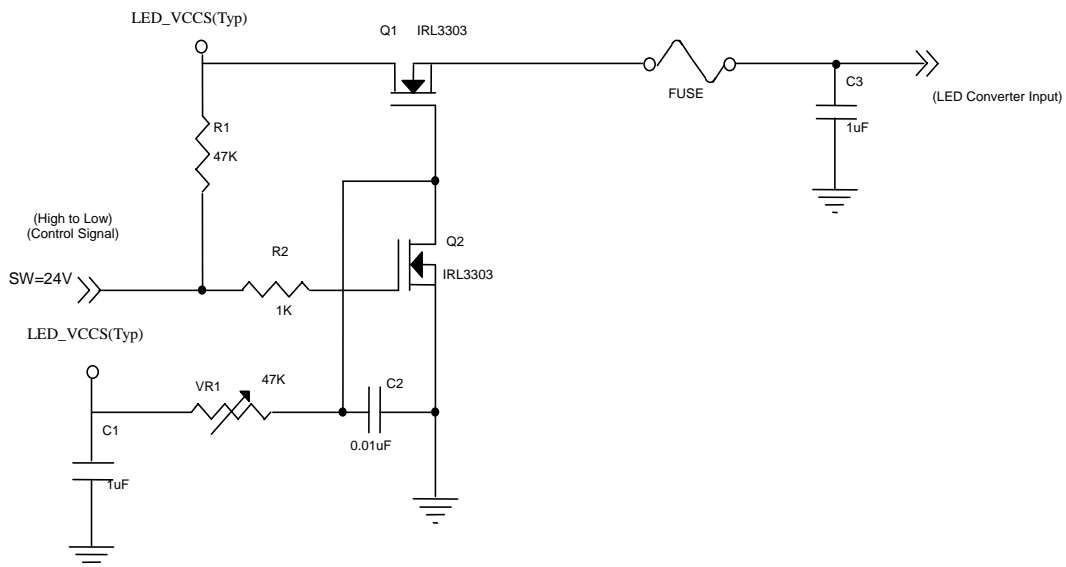 LED_VCCS(Typ)
Q1 IRL3303
FUSE
C3
1uF
(LED Converter Input)
R1
47K
(High to Low)
(Control Signal)
SW=24V
R2
1K
Q2
IRL3303
LED_VCCS(Typ)
VR1
47K
C2
0.01uF
C1
1uF